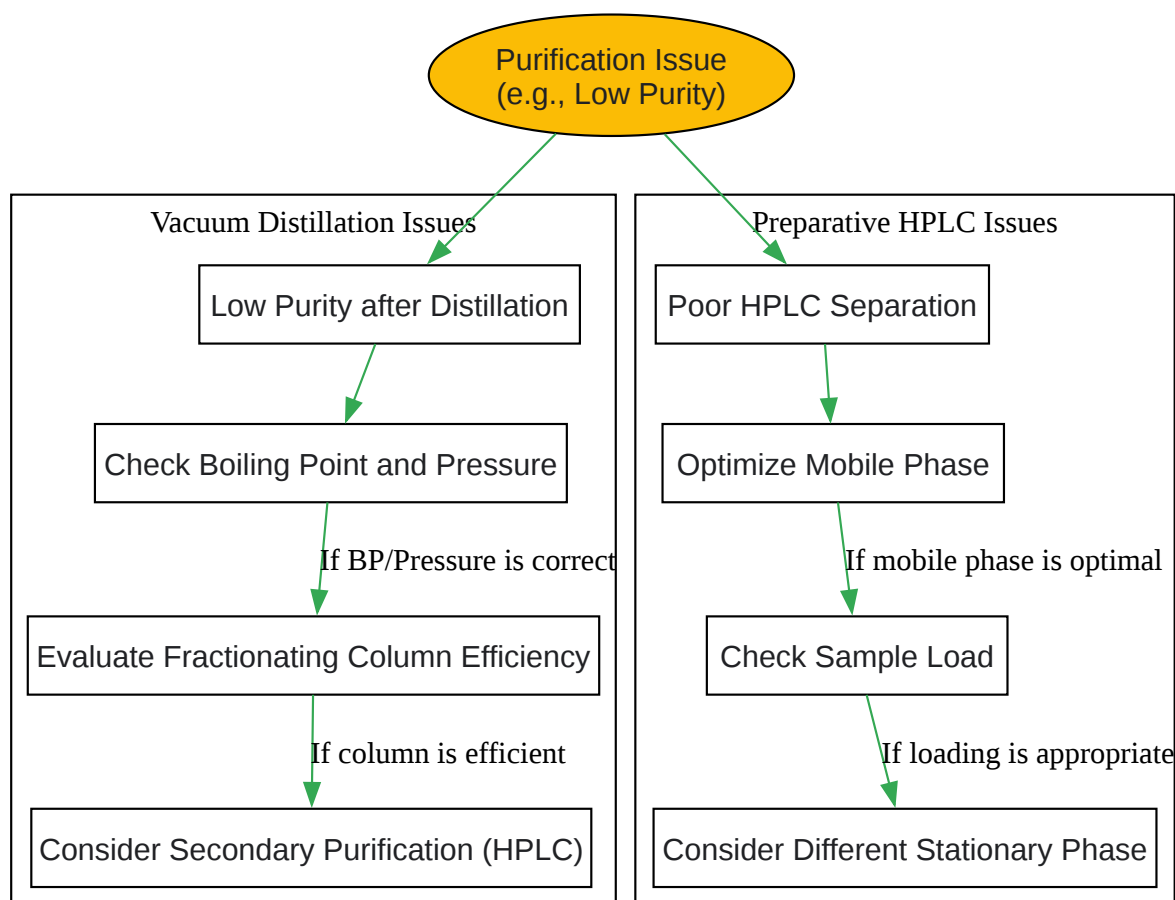 Purification Issue
(e.g., Low Purity)
Vacuum Distillation Issues
Low Purity after Distillation
Check Boiling Point and Pressure
If BP/Pressure is correct
Evaluate Fractionating Column Efficiency
If column is efficient
Consider Secondary Purification (HPLC)
Preparative HPLC Issues
Poor HPLC Separation
Optimize Mobile Phase
If mobile phase is optimal
Check Sample Load
If loading is appropriate
Consider Different Stationary Phase